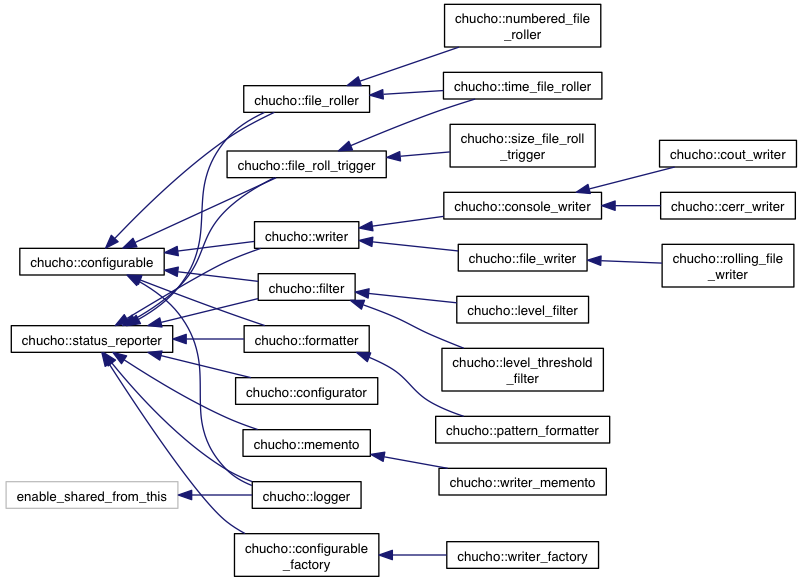 chucho::numbered_file
_roller
chucho::file_roller
chucho::time_file_roller
chucho::size_file_roll
_trigger
chucho::file_roll_trigger
chucho::cout_writer
chucho::console_writer
chucho::cerr_writer
chucho::writer
chucho::file_writer
chucho::rolling_file
_writer
chucho::configurable
chucho::filter
chucho::level_filter
chucho::status_reporter
chucho::formatter
chucho::level_threshold
_filter
chucho::configurator
chucho::pattern_formatter
chucho::memento
chucho::writer_memento
enable_shared_from_this
chucho::logger
chucho::configurable
_factory
chucho::writer_factory